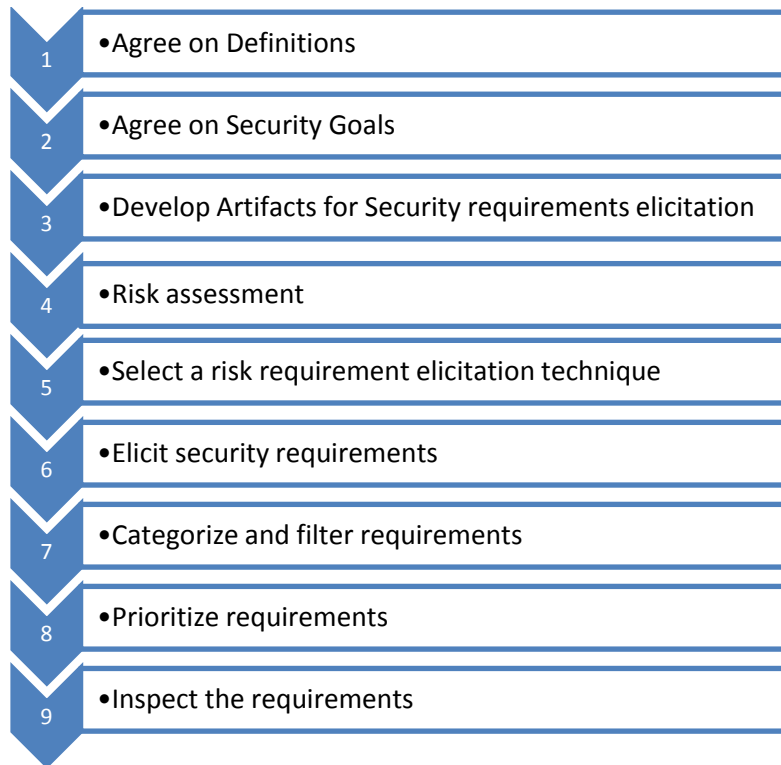 1 •Agree on Definitions
2 •Agree on Security Goals
3 •Develop Artifacts for Security requirements elicitation
4 •Risk assessment
5 •Select a risk requirement elicitation technique
6 •Elicit security requirements
7 •Categorize and filter requirements
8 •Prioritize requirements
9 •Inspect the requirements